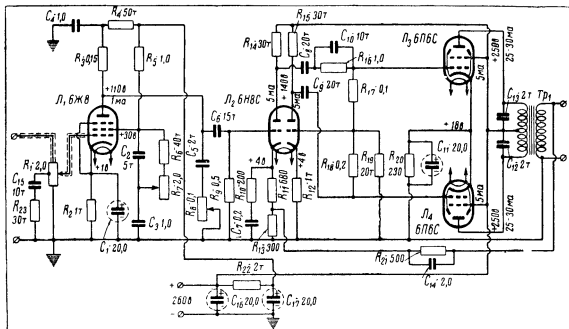 C4 1,0
R4 50т
R15 30т
R14 30т
C10 10т
R3 0,15
R5 1,0
C8 20т
R16 1,0
Л3 6П6С
+250в
25-30ма
+110в
1ма
Л1 6Ж8
Л2 6Н8С
5 ма
+140в
5ма
C9 20т
R17 0,1
5ма
C13 2т
Тр1
+30в
C6 15т
+18в
R1 2,0
+1в
C2 5т
R6 40т
C5 2т
+4в
+4в
R18 0,2
R19 20т
R20 230
C11 20,0
C12 2т
C15 10т
R7 2,0
R9 0,5
R10 200
R11 680
R12 1т
5ма
R23 30т
R2 1т
R8 0,1
C7 0,2
Л4 6П6С
+250в
25-30ма
C1 20,0
C3 1,0
R13 300
R21 500
R22 2т
C14 2,0
260в
C16 20,0
C17 20,0